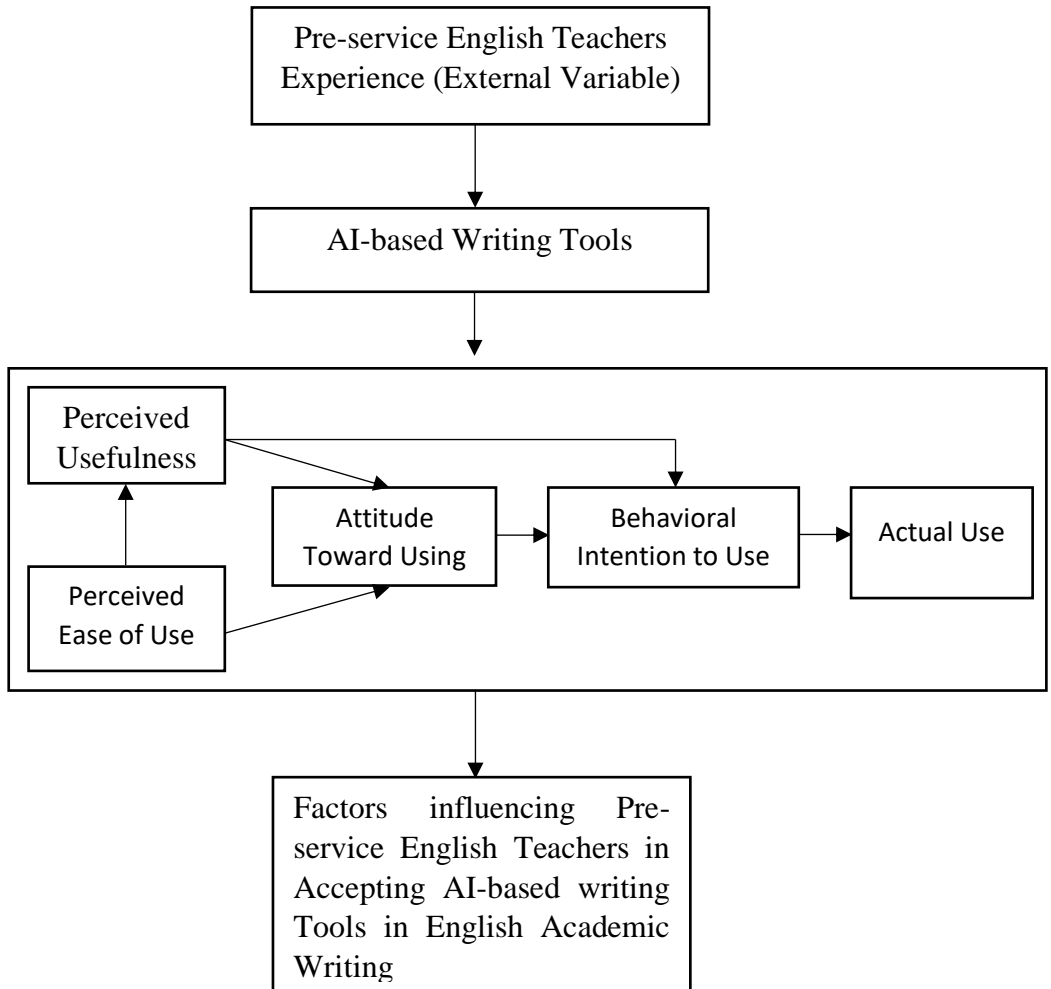 Pre-service English Teachers
Experience (External Variable)
AI-based Writing Tools
Perceived
Usefulness
Attitude
Toward Using
Behavioral
Intention to Use
Actual Use
Perceived
Ease of Use
Factors influencing Pre-
service English Teachers in
Accepting AI-based writing
Tools in English Academic
Writing